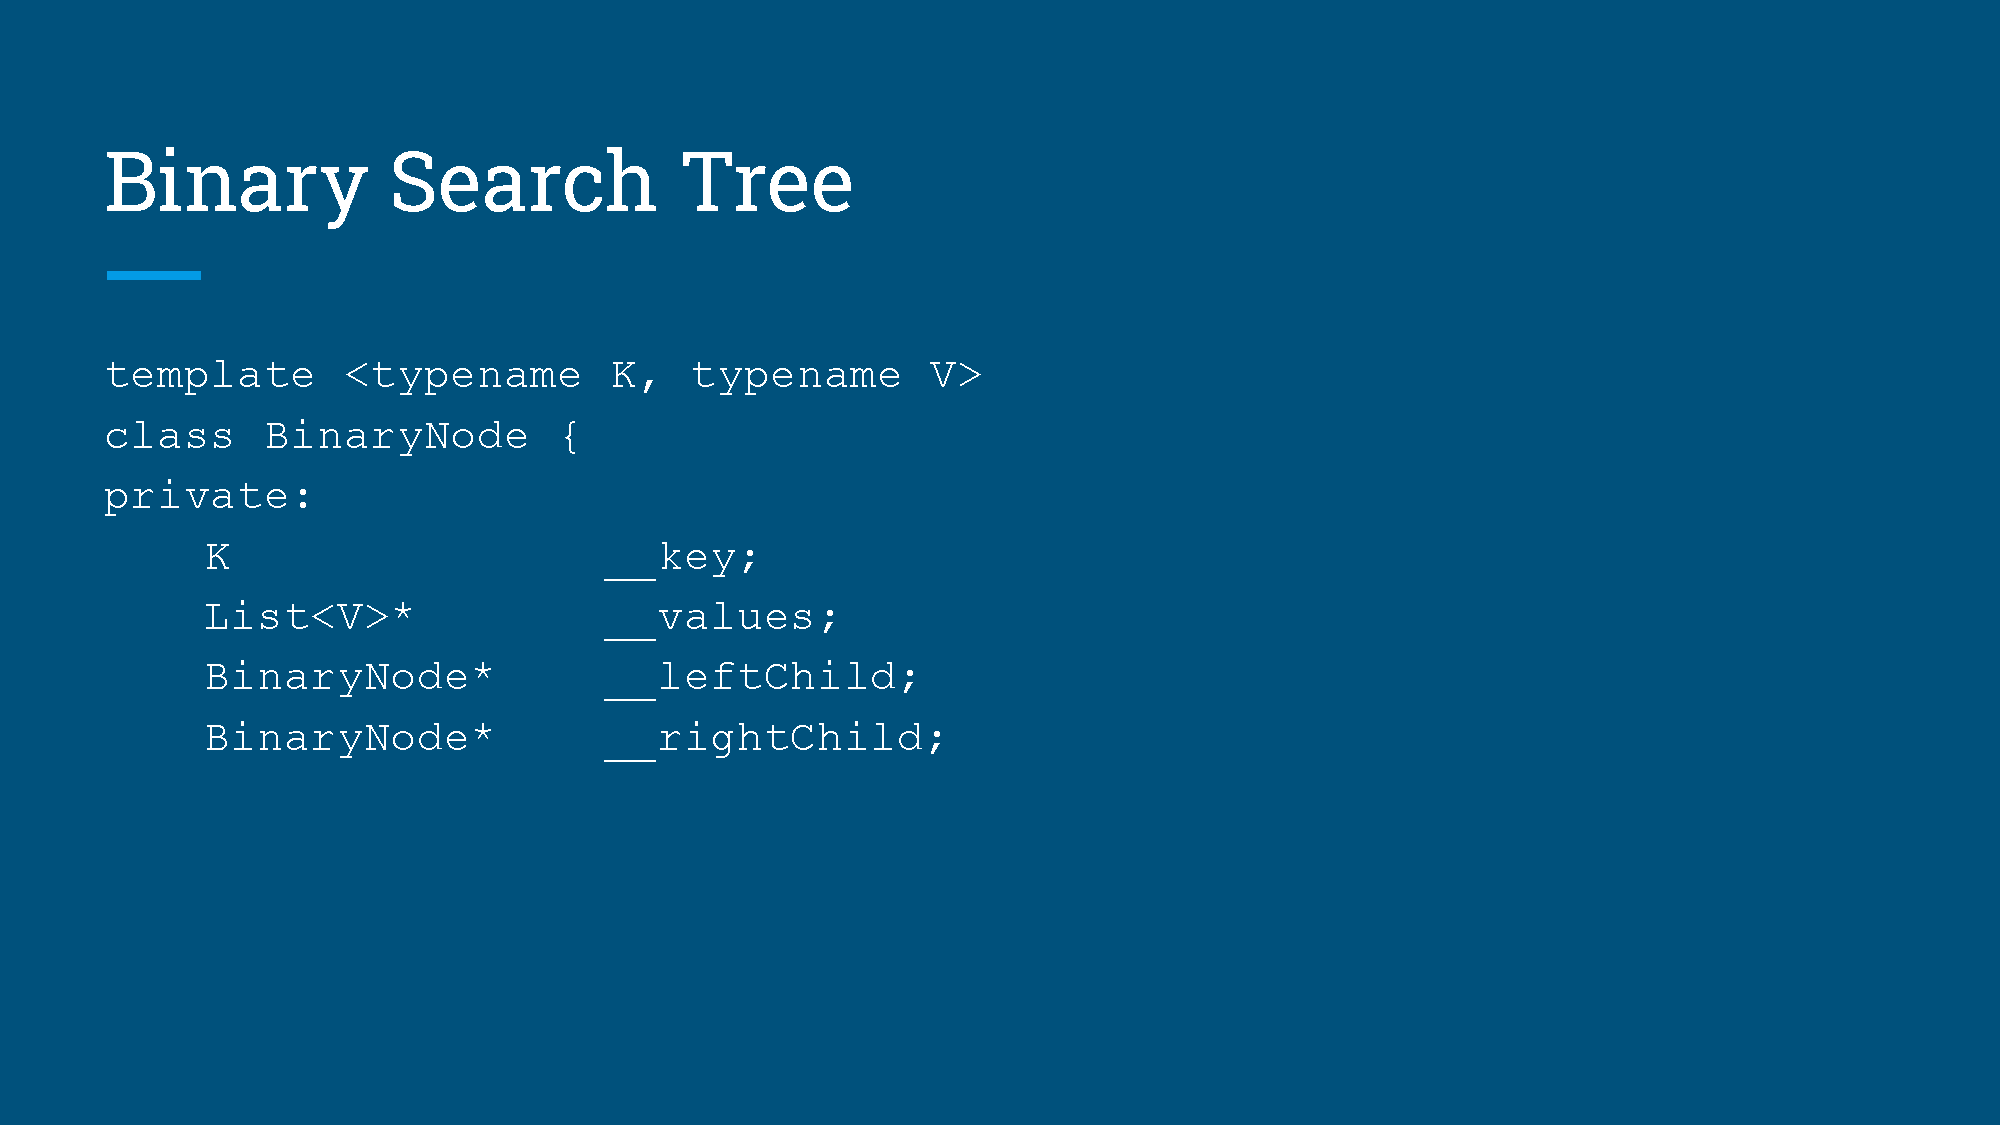 Binary Search Tree
template <typename K, typename V>
class BinaryNode {
private:
K __key;
List<V>* __values;
BinaryNode* __leftChild;
BinaryNode* __rightChild;